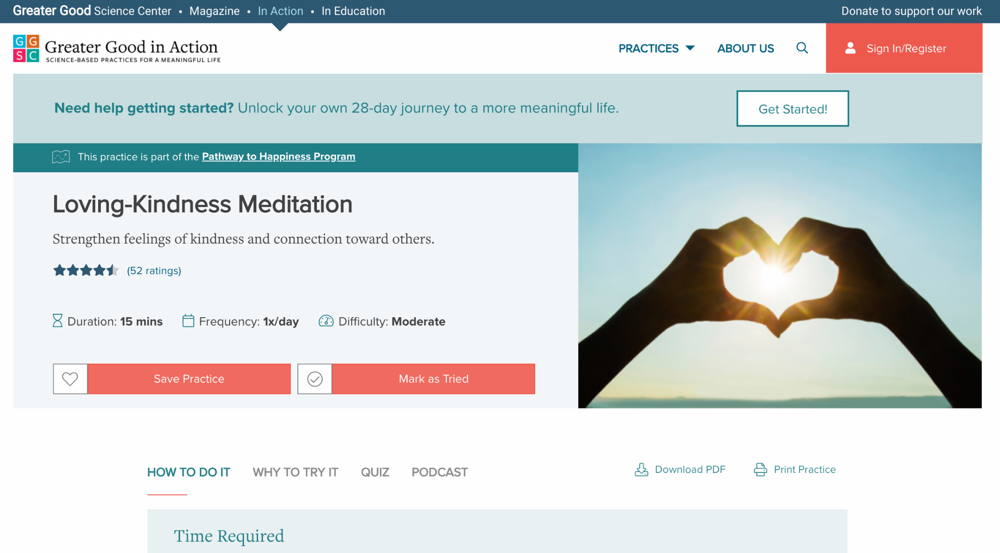 Greater Good Science Center • Magazine • In Action • In Education
Donate to support our work
GGSC
Greater Good in Action
SCIENCE-BASED PRACTICES FOR A MEANINGFUL LIFE
PRACTICES
ABOUT US
Sign In/Register
Need help getting started? Unlock your own 28-day journey to a more meaningful life.
Get Started!
This practice is part of the Pathway to Happiness Program
Loving-Kindness Meditation
Strengthen feelings of kindness and connection toward others.
(52 ratings)
Duration: 15 mins
Frequency: 1x/day
Difficulty: Moderate
Save Practice
Mark as Tried
HOW TO DO IT
WHY TO TRY IT
QUIZ
PODCAST
Download PDF
Print Practice
Time Required